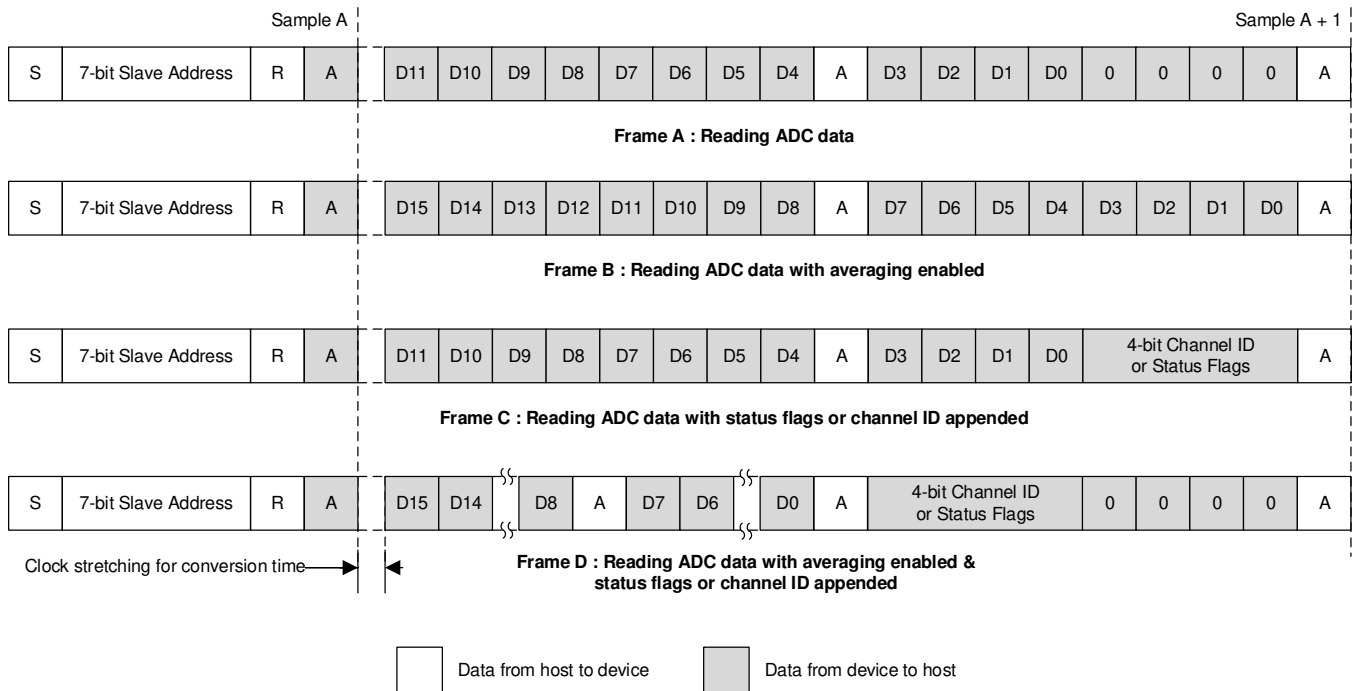 Sample A Sample A + 1
S 7-bit Slave Address R A D11 D10 D9 D8 D7 D6 D5 D4 A D3 D2 D1 D0 0 0 0 0 A
Frame A : Reading ADC data
S 7-bit Slave Address R A D15 D14 D13 D12 D11 D10 D9 D8 A D7 D6 D5 D4 D3 D2 D1 D0 A
Frame B : Reading ADC data with averaging enabled
S 7-bit Slave Address R A D11 D10 D9 D8 D7 D6 D5 D4 A D3 D2 D1 D0 4-bit Channel ID
or Status Flags A
Frame C : Reading ADC data with status flags or channel ID appended
S 7-bit Slave Address R A D15 D14 D8 A D7 D6 D0 A 4-bit Channel ID
or Status Flags 0 0 0 0 A
Clock stretching for conversion time
Frame D : Reading ADC data with averaging enabled &
status flags or channel ID appended
Data from host to device
Data from device to host